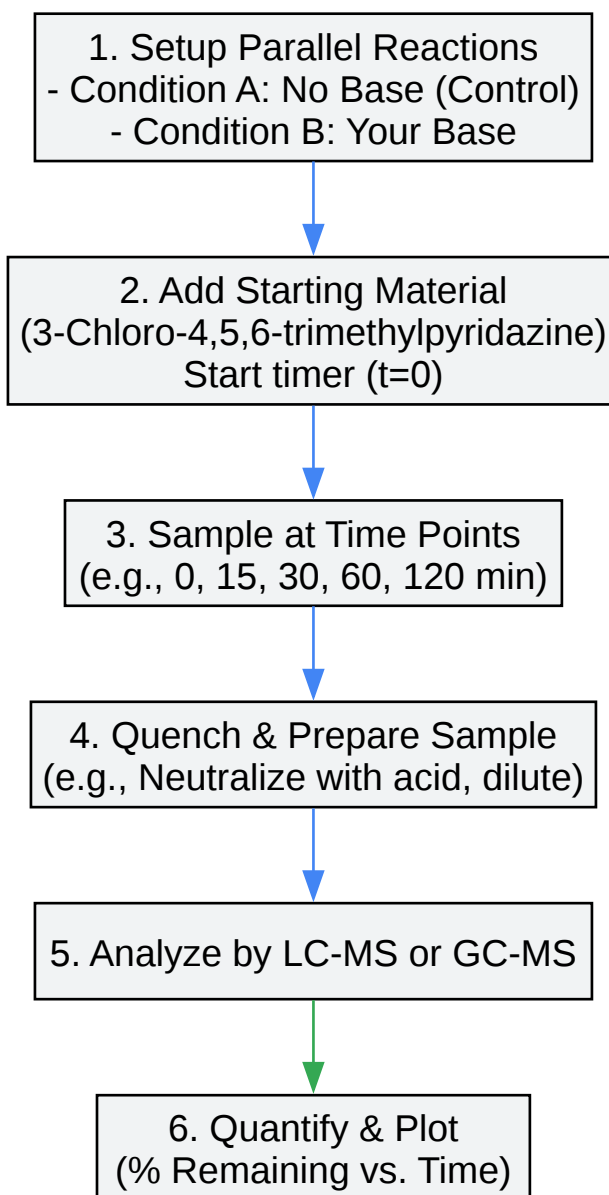 1. Setup Parallel Reactions
- Condition A: No Base (Control)
- Condition B: Your Base
2. Add Starting Material
(3-Chloro-4,5,6-trimethylpyridazine)
Start timer (t=0)
3. Sample at Time Points
(e.g., 0, 15, 30, 60, 120 min)
4. Quench & Prepare Sample
(e.g., Neutralize with acid, dilute)
5. Analyze by LC-MS or GC-MS
6. Quantify & Plot
(% Remaining vs. Time)